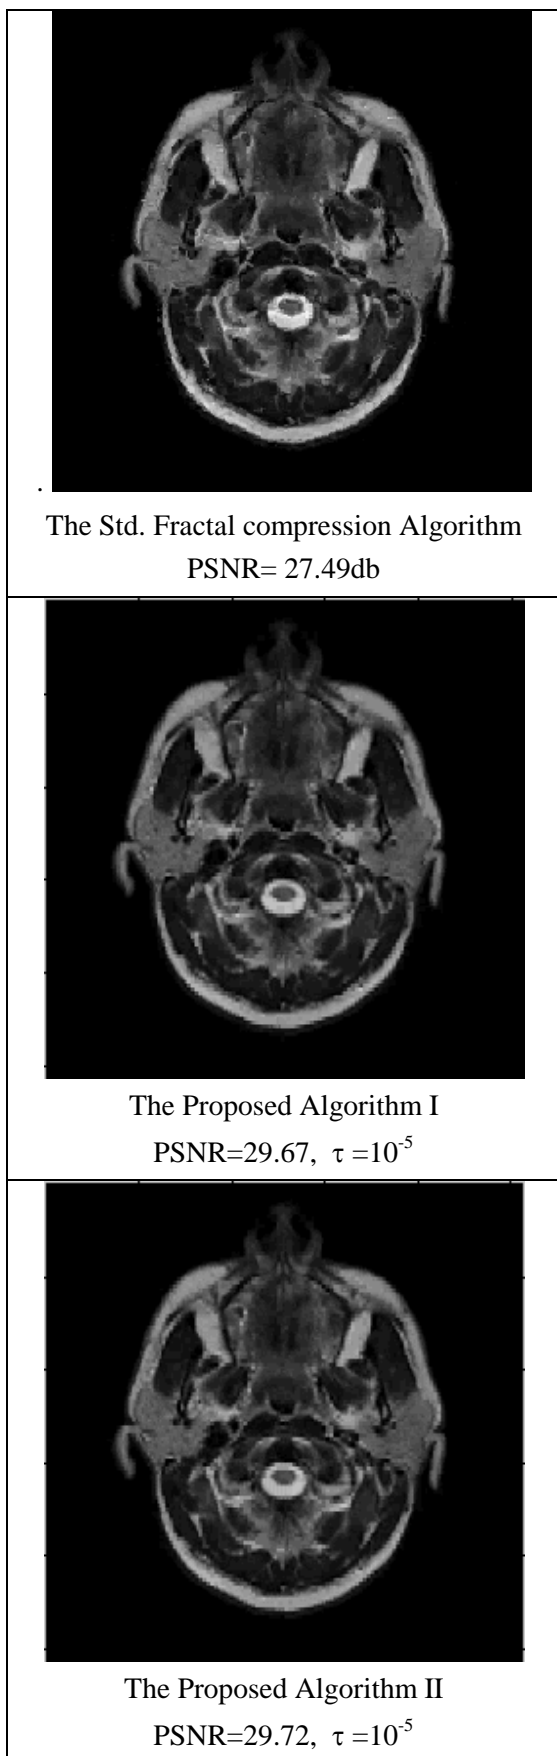 .
The Std. Fractal compression Algorithm
PSNR= 27.49db
The Proposed Algorithm I
PSNR=29.67, τ =10⁻⁵
The Proposed Algorithm II
PSNR=29.72, τ =10⁻⁵